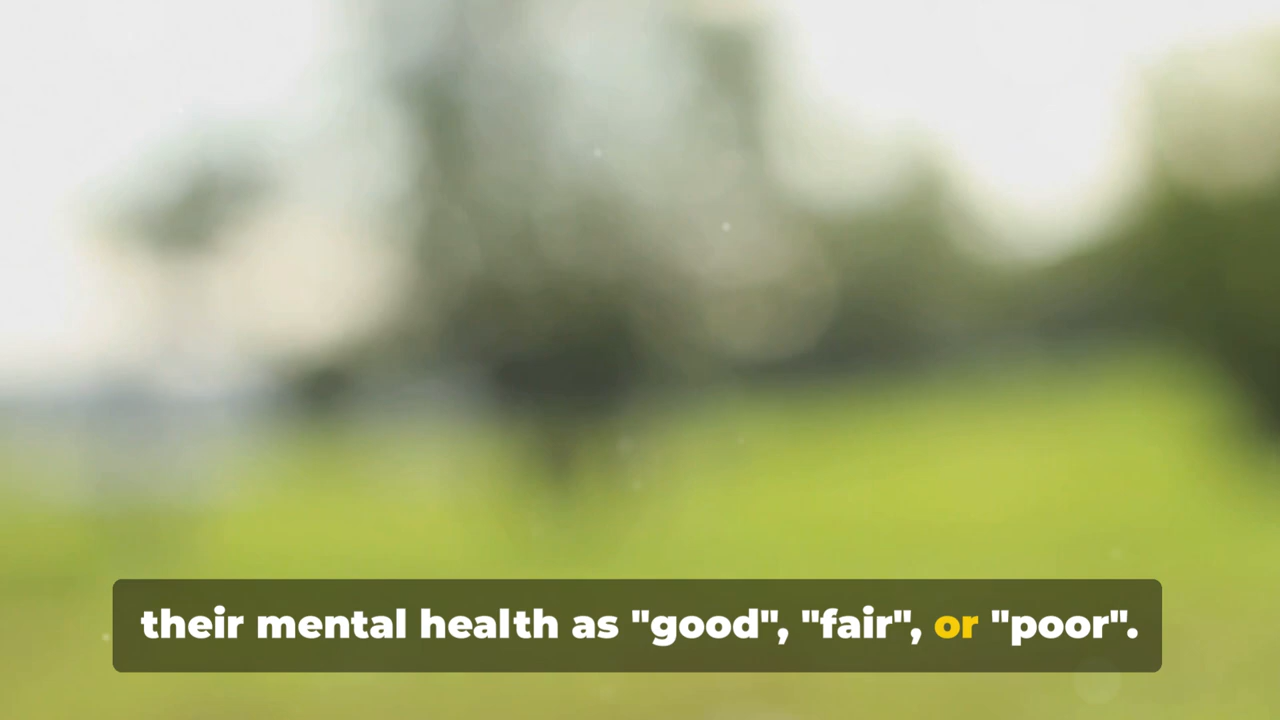 their mental health as "good", "fair", or "poor".